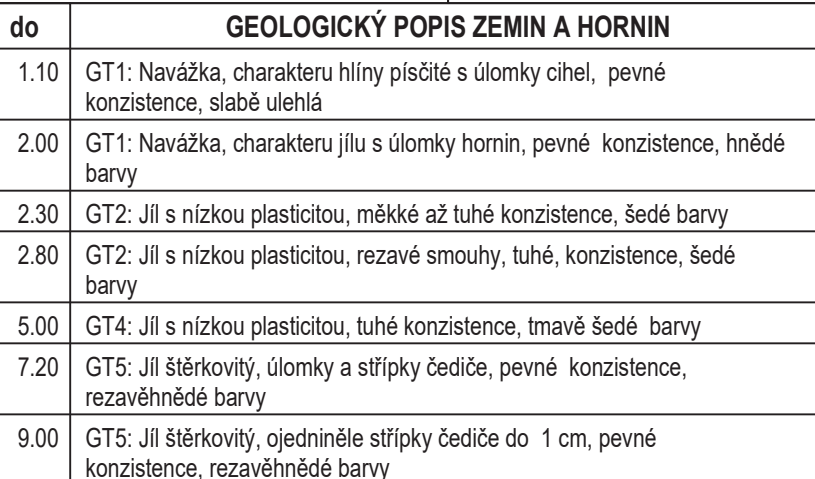 do GEOLOGICKÝ POPIS ZEMIN A HORNIN
1.10 GT1: Navážka, charakteru hlíny písčité s úlomky cihel, pevné
konzistence, slabě ulehlá
2.00 GT1: Navážka, charakteru jílu s úlomky hornin, pevné konzistence, hnědé
barvy
2.30 GT2: Jíl s nízkou plasticitou, měkké až tuhé konzistence, šedé barvy
2.80 GT2: Jíl s nízkou plasticitou, rezavé smouhy, tuhé, konzistence, šedé
barvy
5.00 GT4: Jíl s nízkou plasticitou, tuhé konzistence, tmavě šedé barvy
7.20 GT5: Jíl štěrkovitý, úlomky a střípky čediče, pevné konzistence,
rezavěhnědé barvy
9.00 GT5: Jíl štěrkovitý, ojedniněle střípky čediče do 1 cm, pevné
konzistence, rezavěhnědé barvy